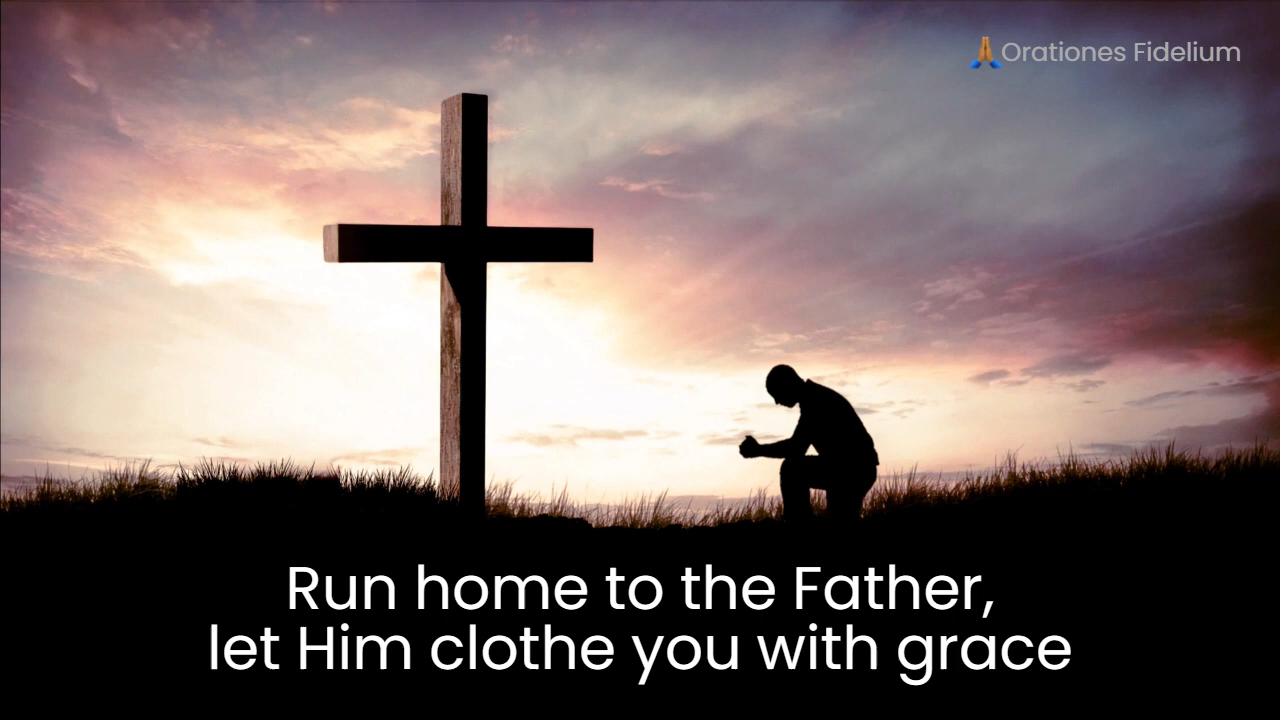 🙏Orationes Fidelium
Run home to the Father,
let Him clothe you with grace